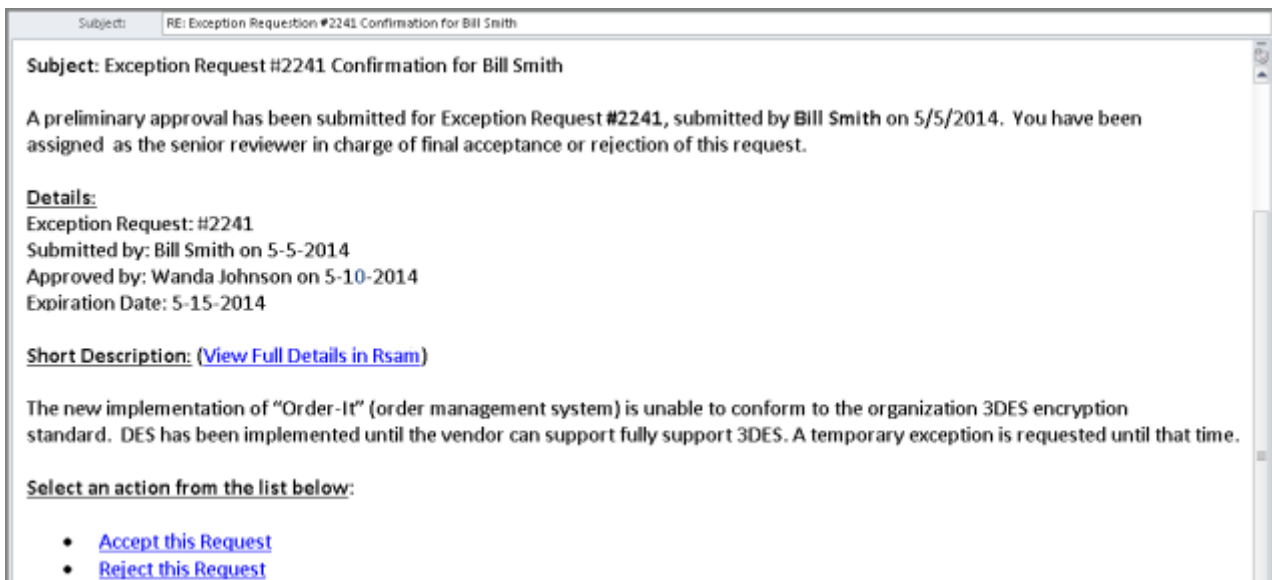 Subject: RE: Exception Requestion #2241 Confirmation for Bill Smith
Subject: Exception Request #2241 Confirmation for Bill Smith
A preliminary approval has been submitted for Exception Request #2241, submitted by Bill Smith on 5/5/2014. You have been
assigned as the senior reviewer in charge of final acceptance or rejection of this request.
Details:
Exception Request: #2241
Submitted by: Bill Smith on 5-5-2014
Approved by: Wanda Johnson on 5-10-2014
Expiration Date: 5-15-2014
Short Description: (View Full Details in Rsam)
The new implementation of “Order-It” (order management system) is unable to conform to the organization 3DES encryption
standard. DES has been implemented until the vendor can support fully support 3DES. A temporary exception is requested until that time.
Select an action from the list below:
• Accept this Request
• Reject this Request